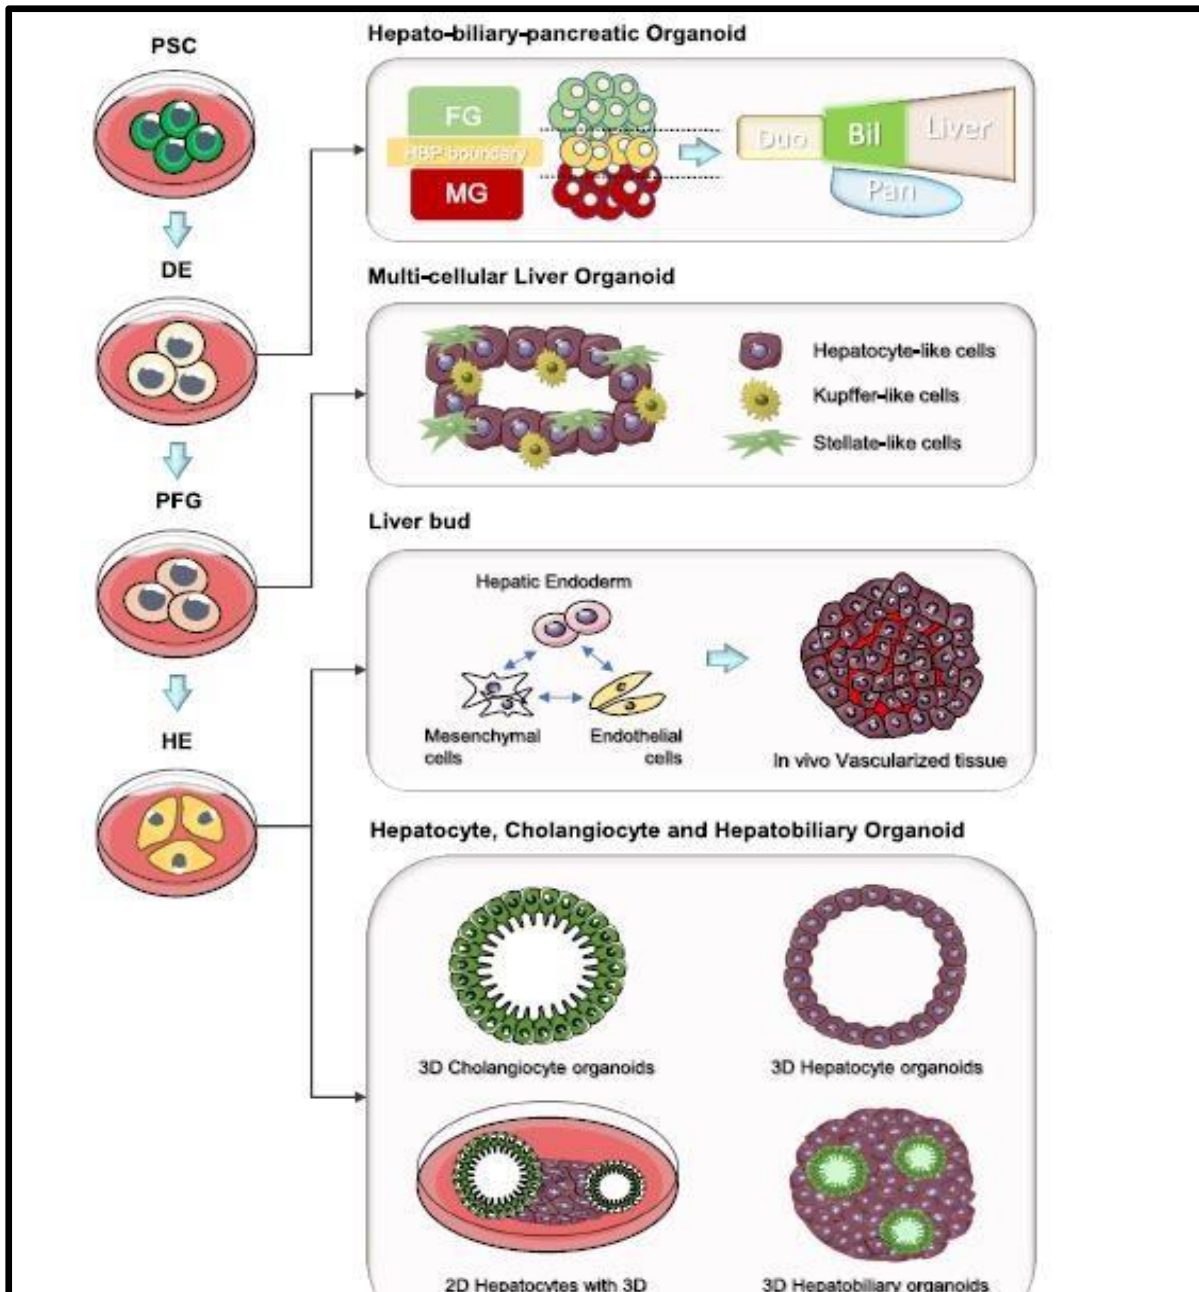 PSC
DE
PFG
HE
Hepato-biliary-pancreatic Organoid
FG
HBP-boundary
MG
Duo
Bil
Liver
Pan
Multi-cellular Liver Organoid
Hepatocyte-like cells
Kupffer-like cells
Stellate-like cells
Liver bud
Hepatic Endoderm
Mesenchymal
cells
Endothelial
cells
In vivo Vascularized tissue
Hepatocyte, Cholangiocyte and Hepatobiliary Organoid
3D Cholangiocyte organoids
3D Hepatocyte organoids
2D Hepatocytes with 3D
3D Hepatobiliary organoids